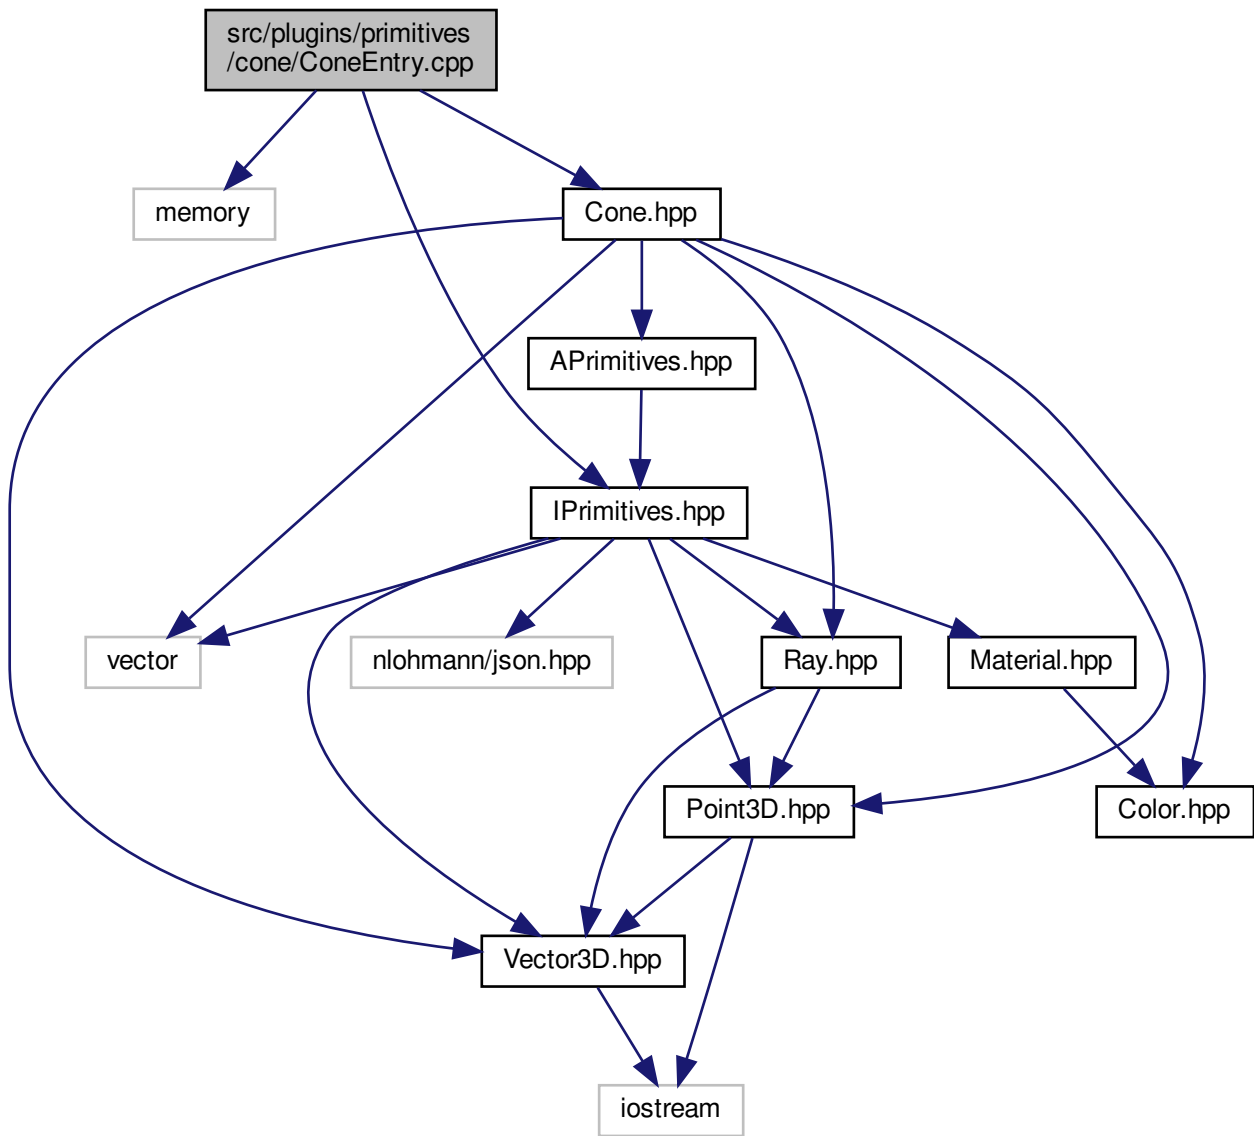 src/plugins/primitives
/cone/ConeEntry.cpp
memory
Cone.hpp
APrimitives.hpp
IPrimitives.hpp
vector
nlohmann/json.hpp
Ray.hpp
Material.hpp
Point3D.hpp
Color.hpp
Vector3D.hpp
iostream